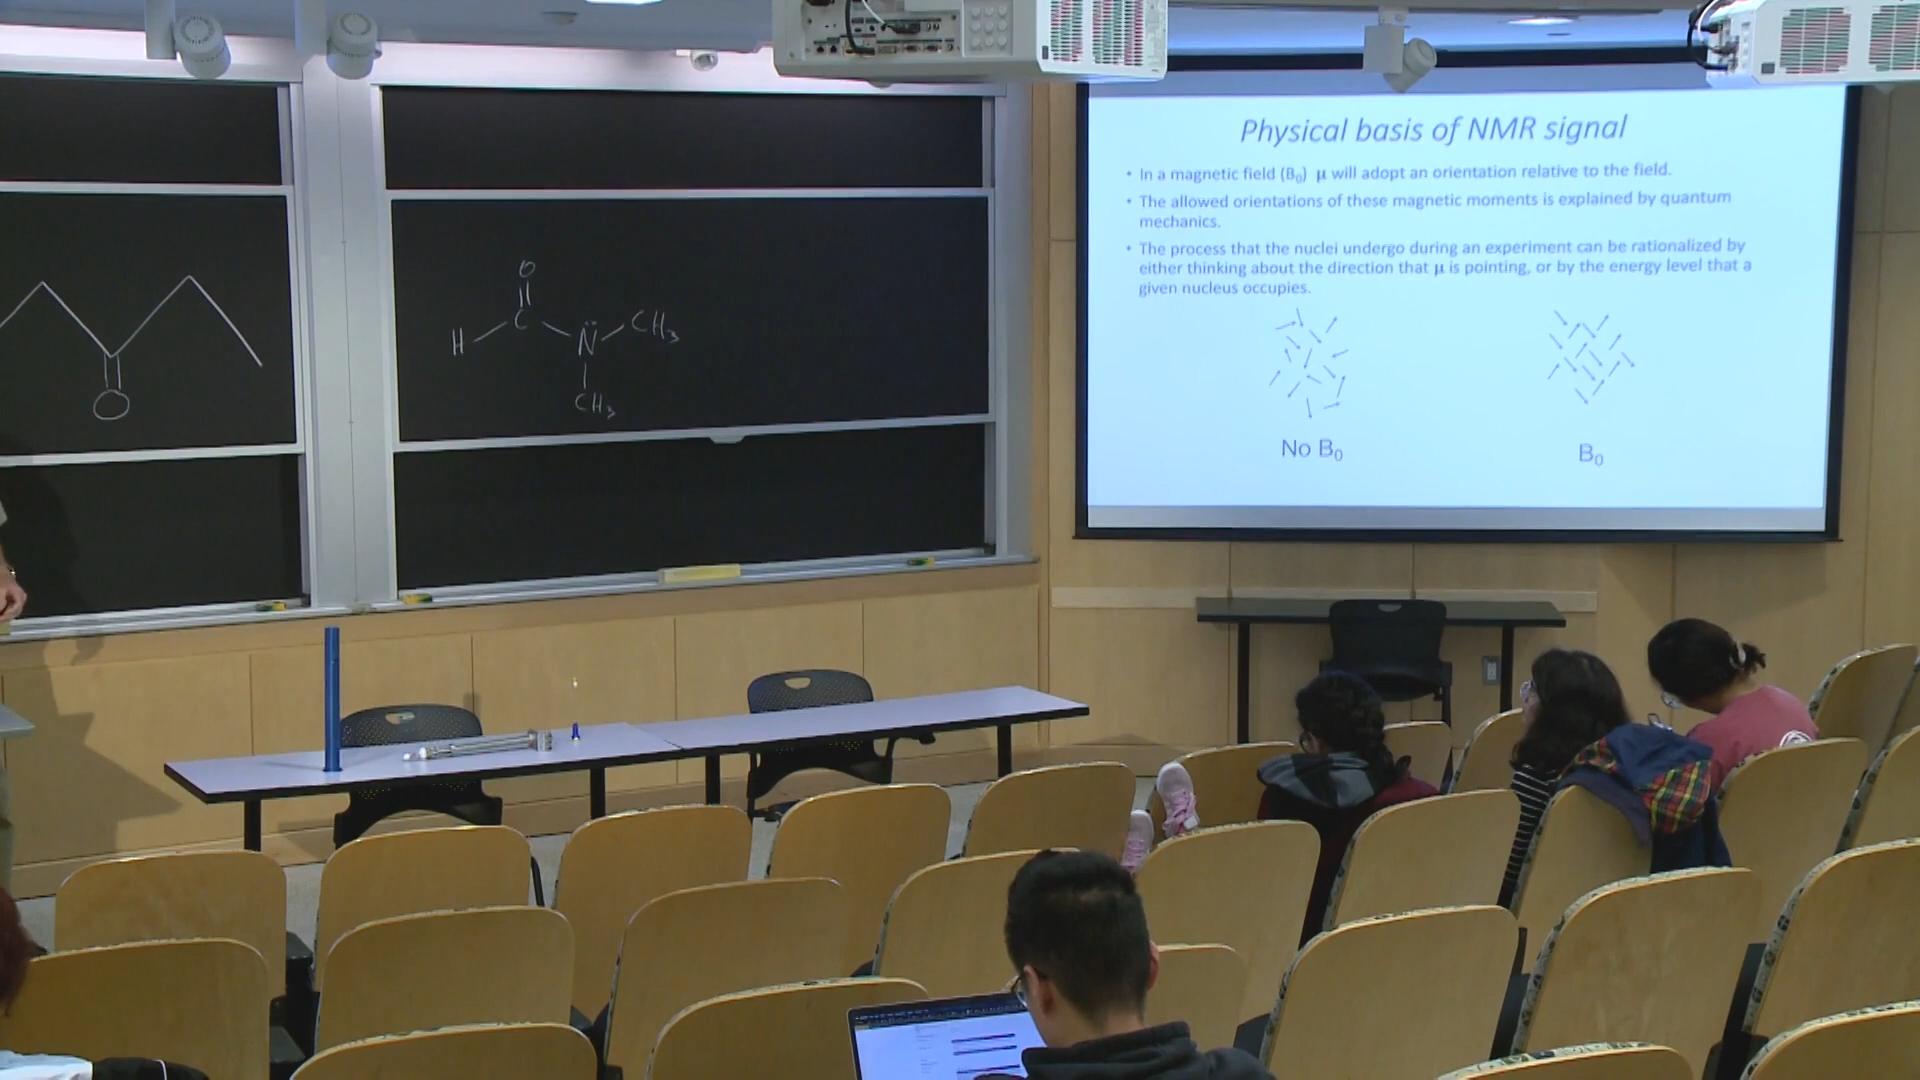 O
O
||
H C N̈ CH₃
CH₃
Physical basis of NMR signal
• In a magnetic field (B₀) μ will adopt an orientation relative to the field.
• The allowed orientations of these magnetic moments is explained by quantum
mechanics.
• The process that the nuclei undergo during an experiment can be rationalized by
either thinking about the direction that μ is pointing, or by the energy level that a
given nucleus occupies.
No B₀
B₀